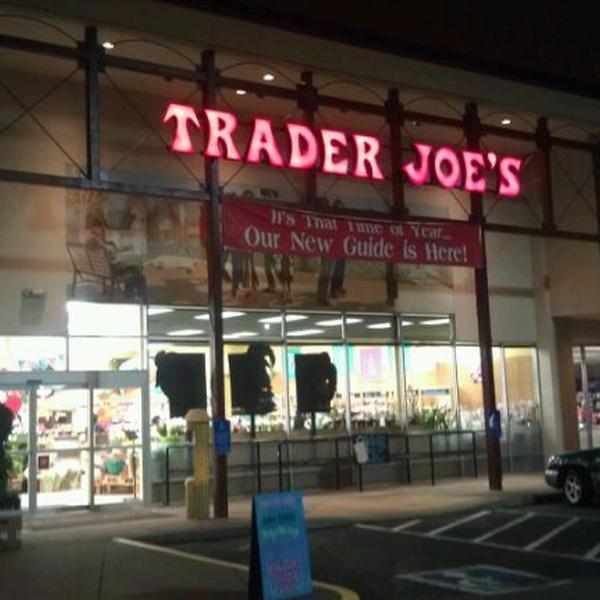 TRADER JOE'S
It's That Time of Year...
Our New Guide is Here!